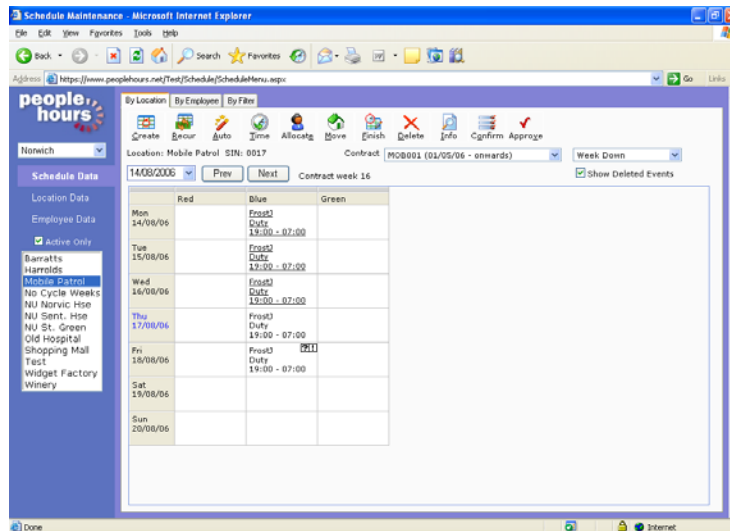 Schedule Maintenance - Microsoft Internet Explorer
File Edit View Favorites Tools Help
Back Search Favorites
Address https://www.peoplehours.net/Test/Schedule/ScheduleMenu.aspx Go Links
people
hours
By Location By Employee By Filter
Create Recur Auto Time Allocate Move Finish Delete Info Confirm Approve
Norwich
Location: Mobile Patrol SIN: 0017 Contract MOB001 (01/05/06 - onwards) Week Down
Schedule Data
14/08/2006 Prev Next Contract week 16 Show Deleted Events
Location Data
Employee Data
Active Only
Barratts
Harrolds
Mobile Patrol
No Cycle Weeks
NU Norvic Hse
NU Sent. Hse
NU St. Green
Old Hospital
Shopping Mall
Test
Widget Factory
Winery
Red Blue Green
Mon
14/08/06
FrostJ
Duty
19:00 - 07:00
Tue
15/08/06
FrostJ
Duty
19:00 - 07:00
Wed
16/08/06
FrostJ
Duty
19:00 - 07:00
Thu
17/08/06
FrostJ
Duty
19:00 - 07:00
Fri
18/08/06
FrostJ
Duty
19:00 - 07:00
Sat
19/08/06
Sun
20/08/06
Done Internet